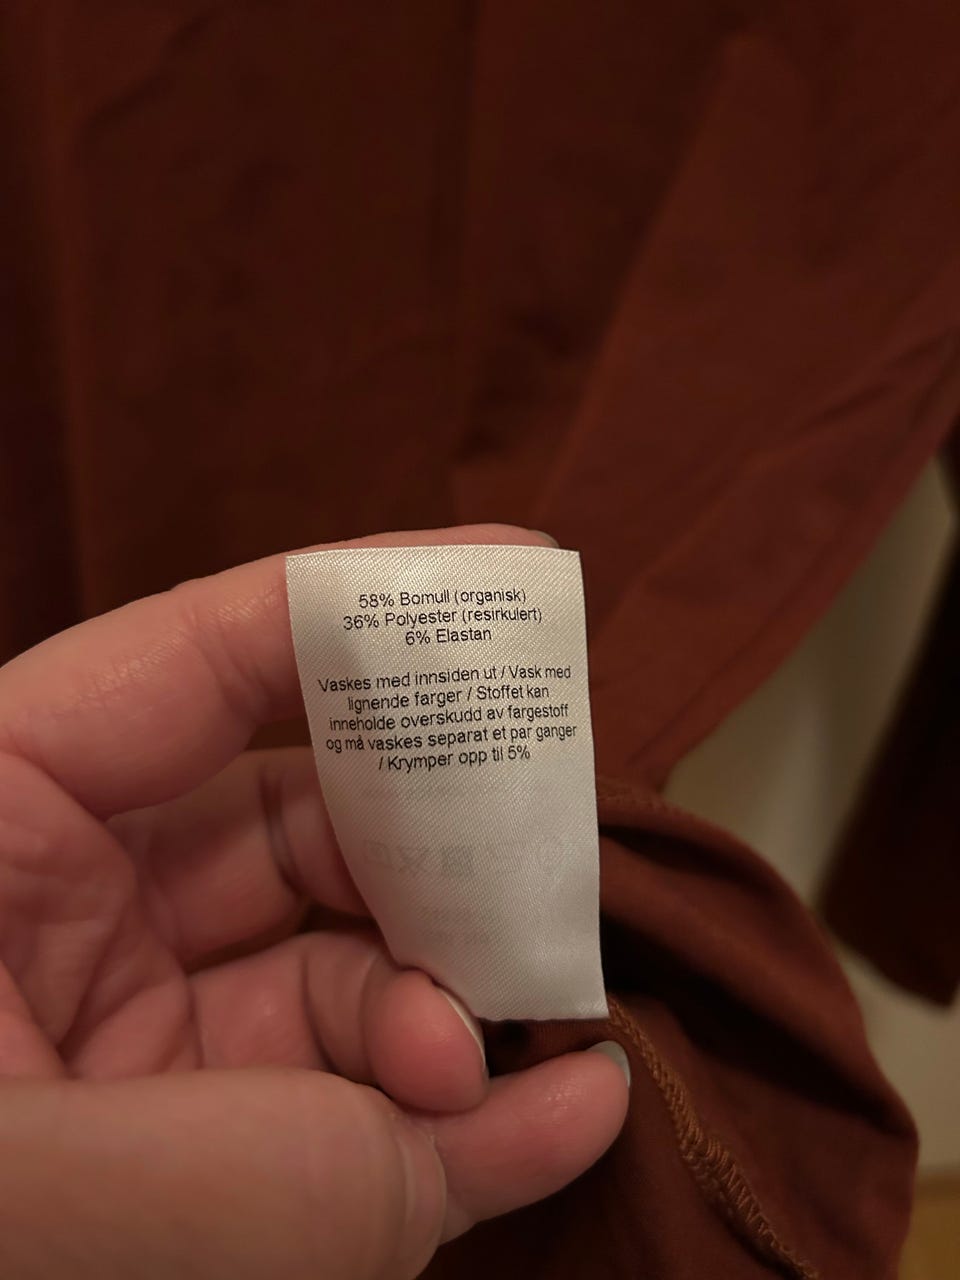 58% Bomull (organisk)
36% Polyester (resirkulert)
6% Elastan
Vaskes med innsiden ut / Vask med
lignende farger / Stoffet kan
inneholde overskudd av fargestoff
og må vaskes separat et par ganger
/ Krymper opp til 5%